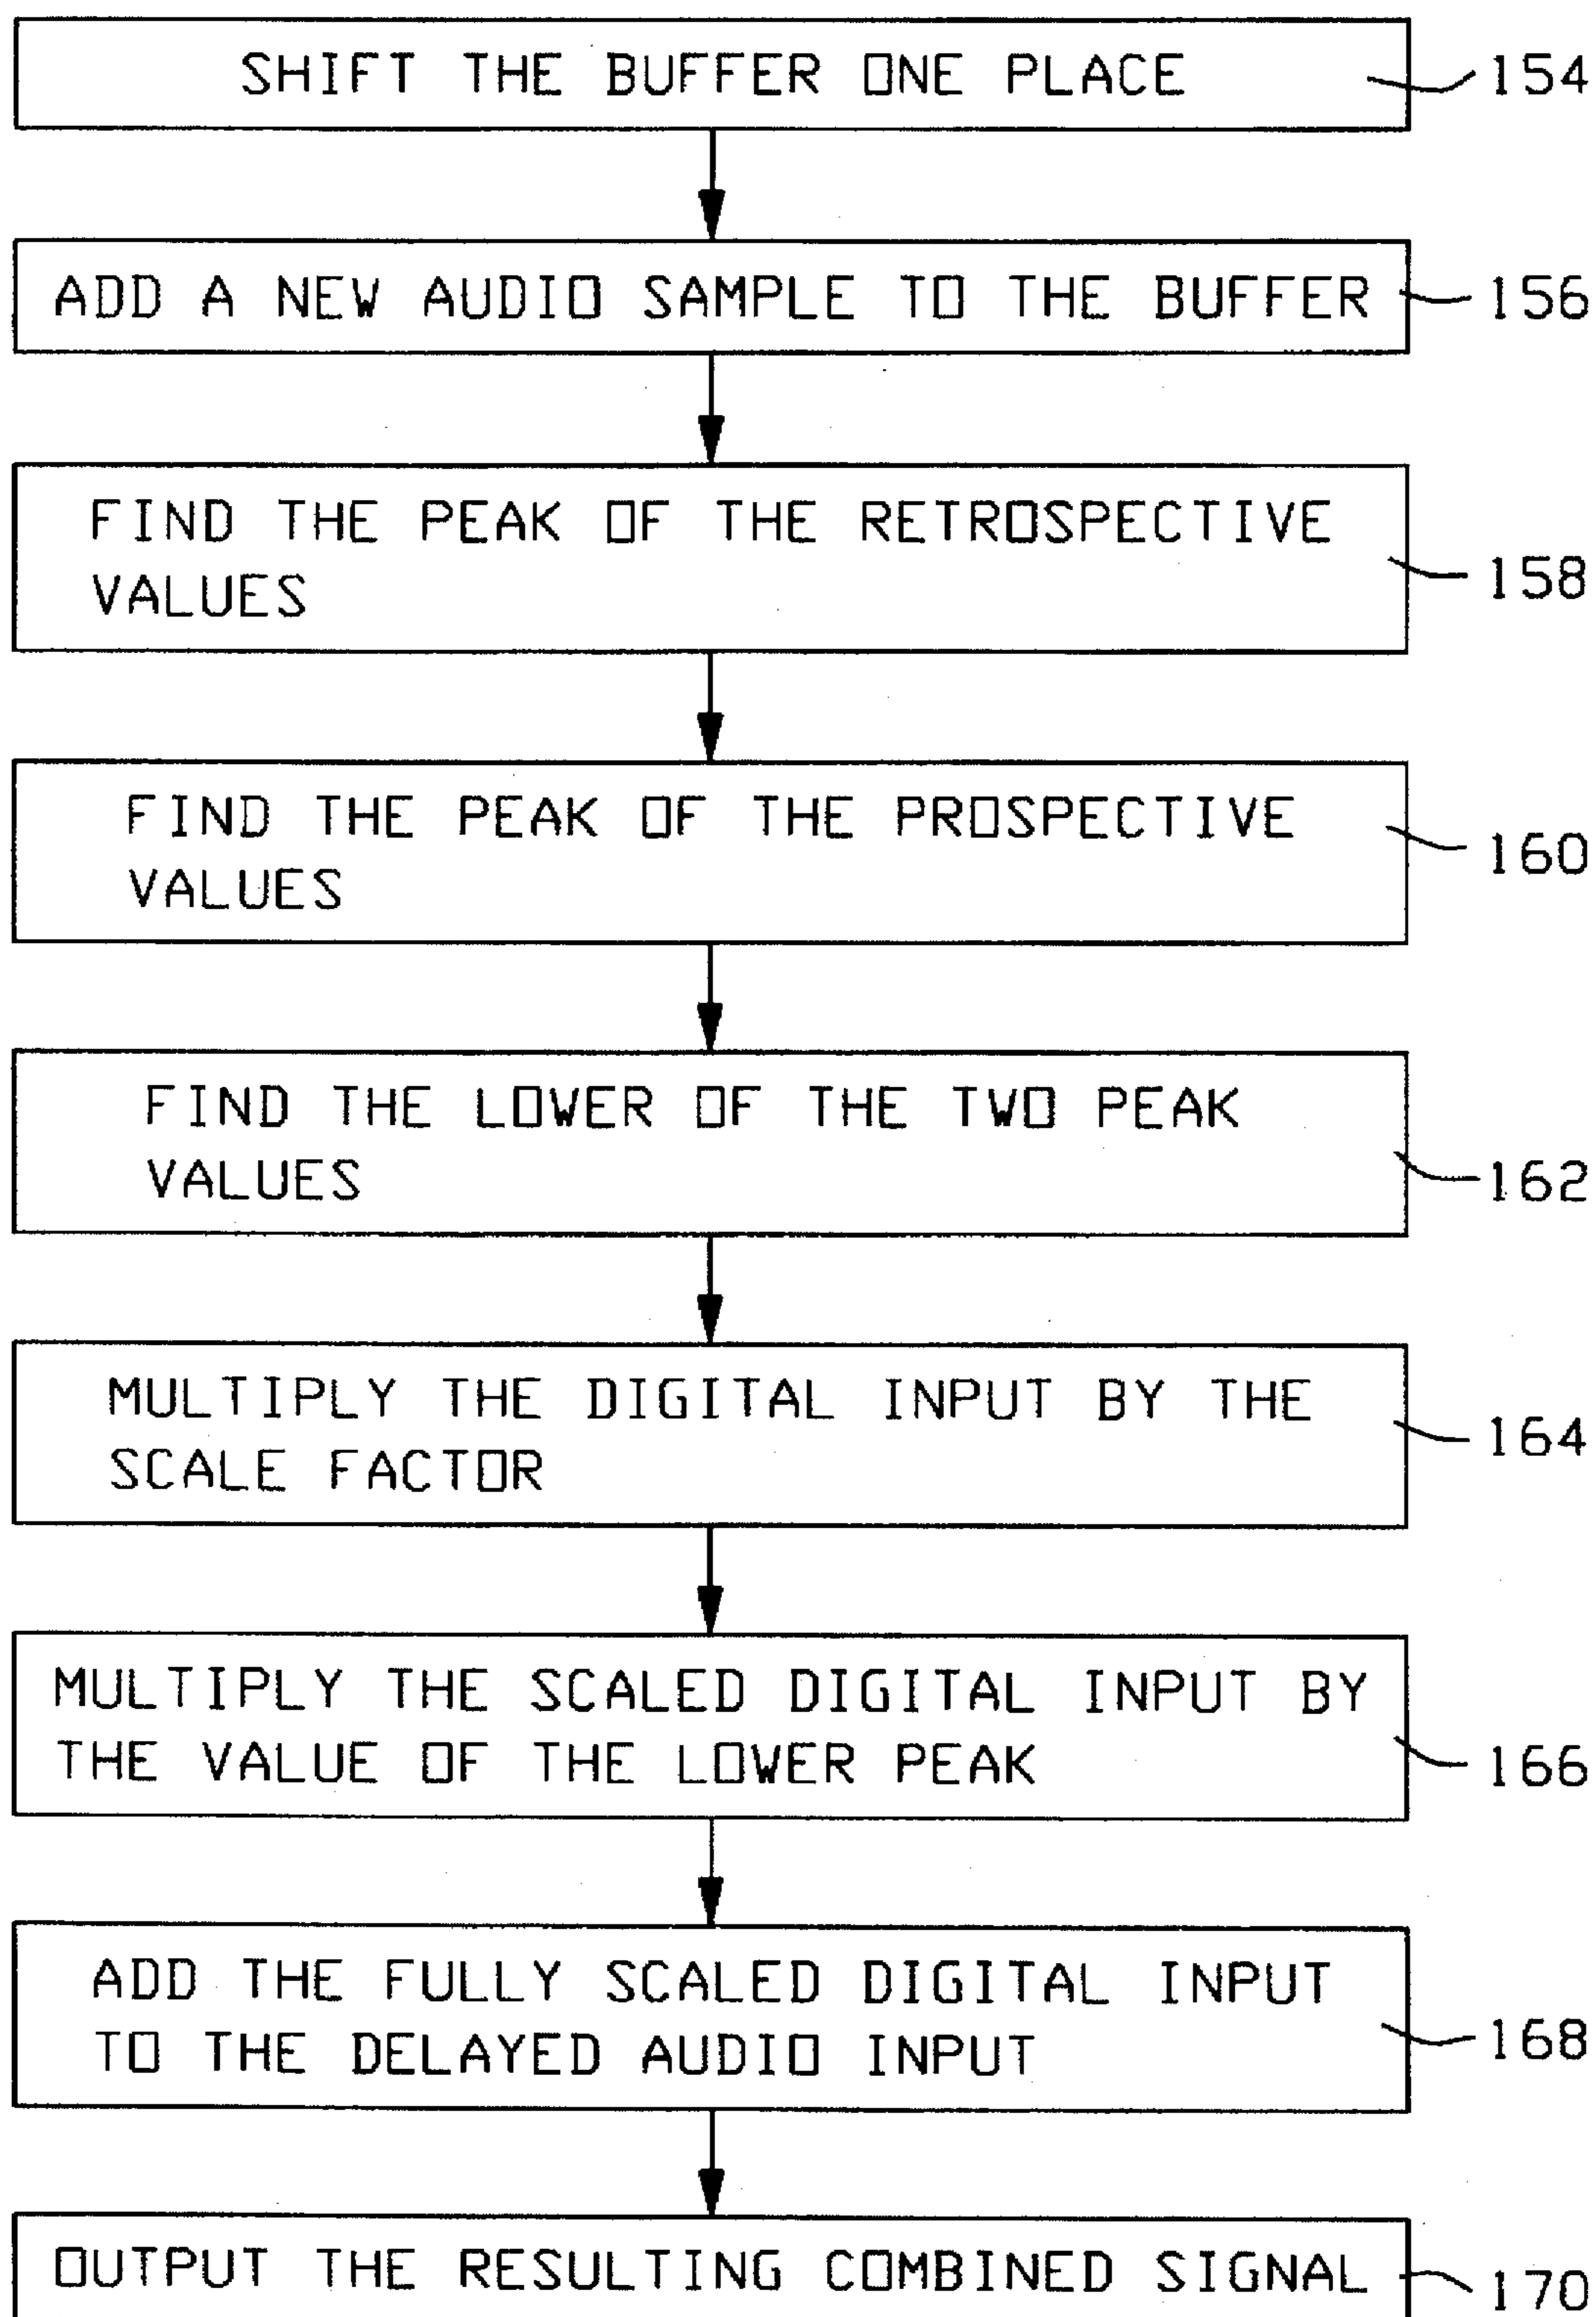 SHIFT THE BUFFER ONE PLACE 154
ADD A NEW AUDIO SAMPLE TO THE BUFFER 156
FIND THE PEAK OF THE RETROSPECTIVE
VALUES 158
FIND THE PEAK OF THE PROSPECTIVE
VALUES 160
FIND THE LOWER OF THE TWO PEAK
VALUES 162
MULTIPLY THE DIGITAL INPUT BY THE
SCALE FACTOR 164
MULTIPLY THE SCALED DIGITAL INPUT BY
THE VALUE OF THE LOWER PEAK 166
ADD THE FULLY SCALED DIGITAL INPUT
TO THE DELAYED AUDIO INPUT 168
OUTPUT THE RESULTING COMBINED SIGNAL 170